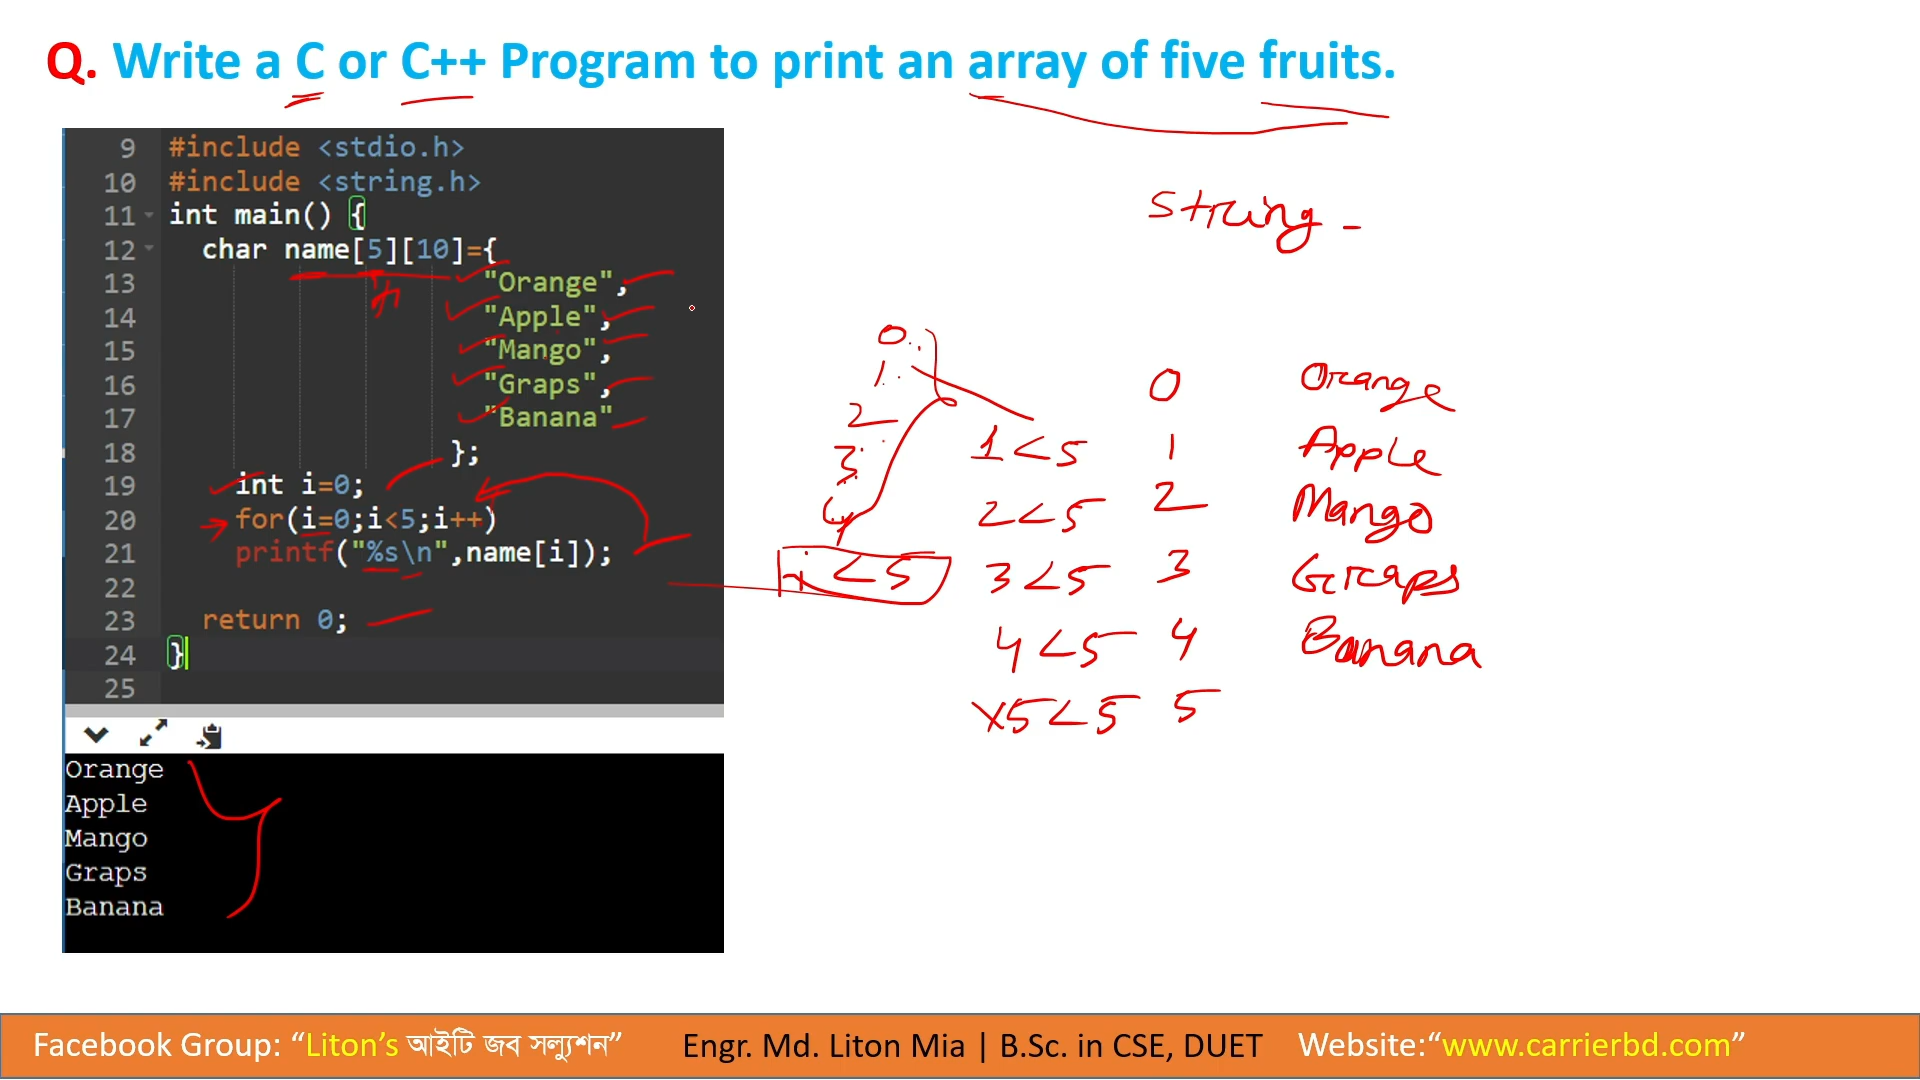 Q. Write a C or C++ Program to print an array of five fruits.
9 #include <stdio.h>
10 #include <string.h>
11 int main() {
12 char name[5][10]={
13 "Orange",
14 "Apple",
15 "Mango",
16 "Graps",
17 "Banana"
18 };
19 int i=0;
20 for(i=0;i<5;i++)
21 printf("%s\n",name[i]);
22
23 return 0;
24 }
25
Orange
Apple
Mango
Graps
Banana
string -
0
1
2
3
4
i < 5
1 < 5
2 < 5
3 < 5
4 < 5
x5 < 5
0 Orange
1 Apple
2 Mango
3 Graps
4 Banana
5
Facebook Group: “Liton’s আইটি জব সল্যুশন” Engr. Md. Liton Mia | B.Sc. in CSE, DUET Website:“www.carrierbd.com”